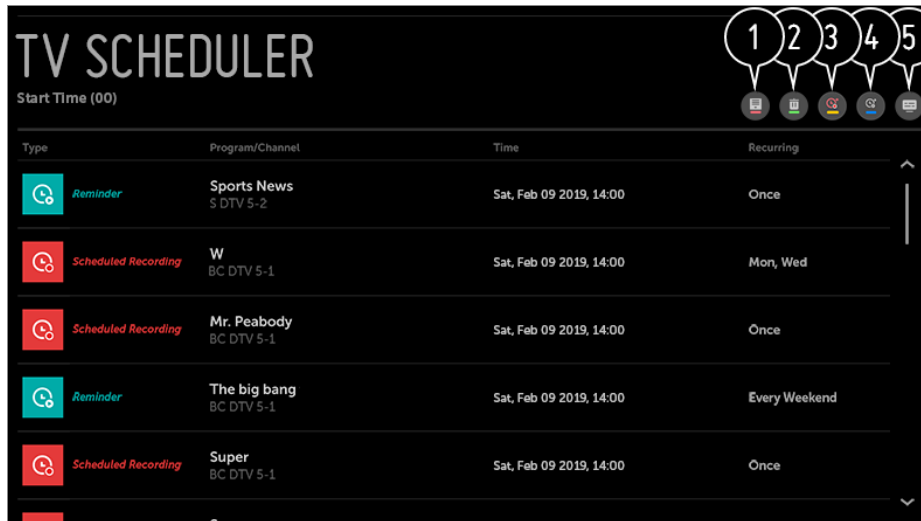 TV SCHEDULER
1 2 3 4 5
Start Time (00)
Type Program/Channel Time Recurring
Reminder Sports News Sat, Feb 09 2019, 14:00 Once
S DTV 5-2
Scheduled Recording W Sat, Feb 09 2019, 14:00 Mon, Wed
BC DTV 5-1
Scheduled Recording Mr. Peabody Sat, Feb 09 2019, 14:00 Once
BC DTV 5-1
Reminder The big bang Sat, Feb 09 2019, 14:00 Every Weekend
BC DTV 5-1
Scheduled Recording Super Sat, Feb 09 2019, 14:00 Once
BC DTV 5-1